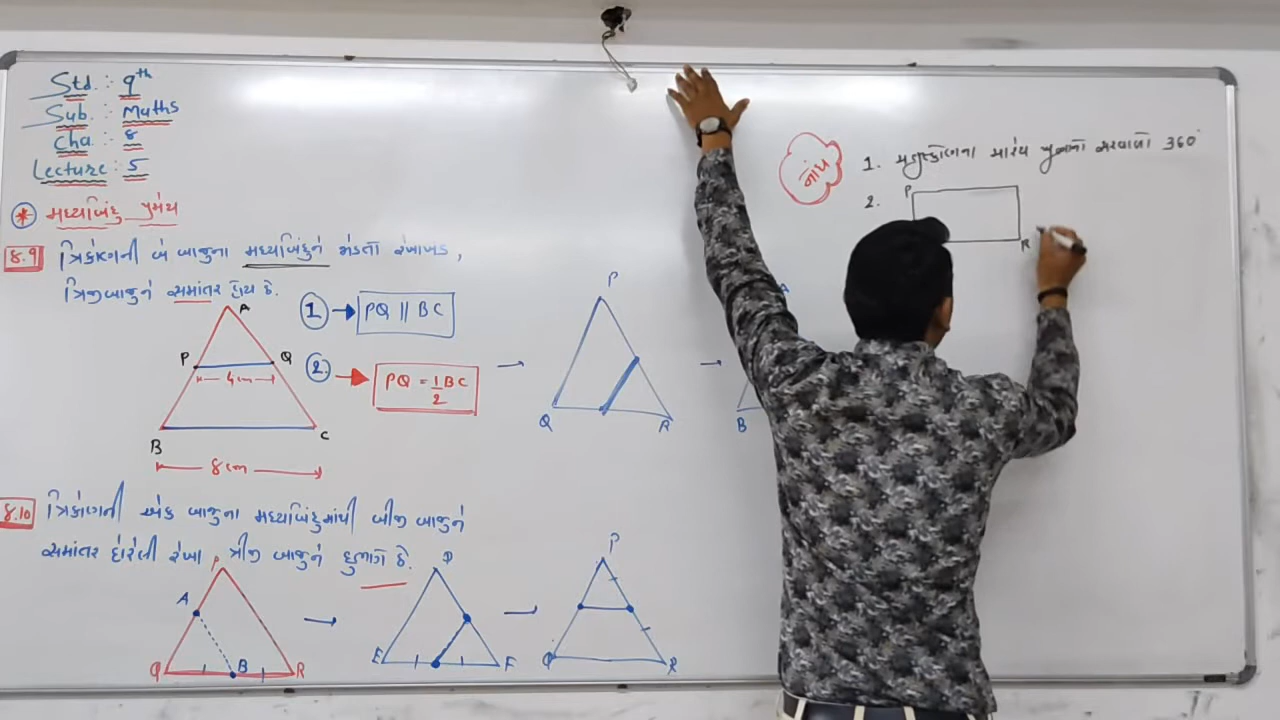 Std. : 9th
Sub. : Maths
Cha. : 8
Lecture : 5
* મધ્યબિંદુ પ્રમેય
8.9 ત્રિકોણની બે બાજુના મધ્યબિંદુને જોડતો રેખાખંડ,
ત્રિજીબાજુને સમાંતર હોય છે.
1 → PQ || BC
2. → PQ = 1/2 BC
A
P Q
4cm
B C
8cm
P
Q R
A
B
8.10 ત્રિકોણની એક બાજુના મધ્યબિંદુમાંથી બીજી બાજુને
સમાંતર દોરેલી રેખા ત્રીજી બાજુને દુભાગે છે.
P
A
Q B R
D
E F
P
Q R
નોંધ
1. ચતુષ્કોણના ચારેય ખૂણાનો સરવાળો 360°
2. P
R